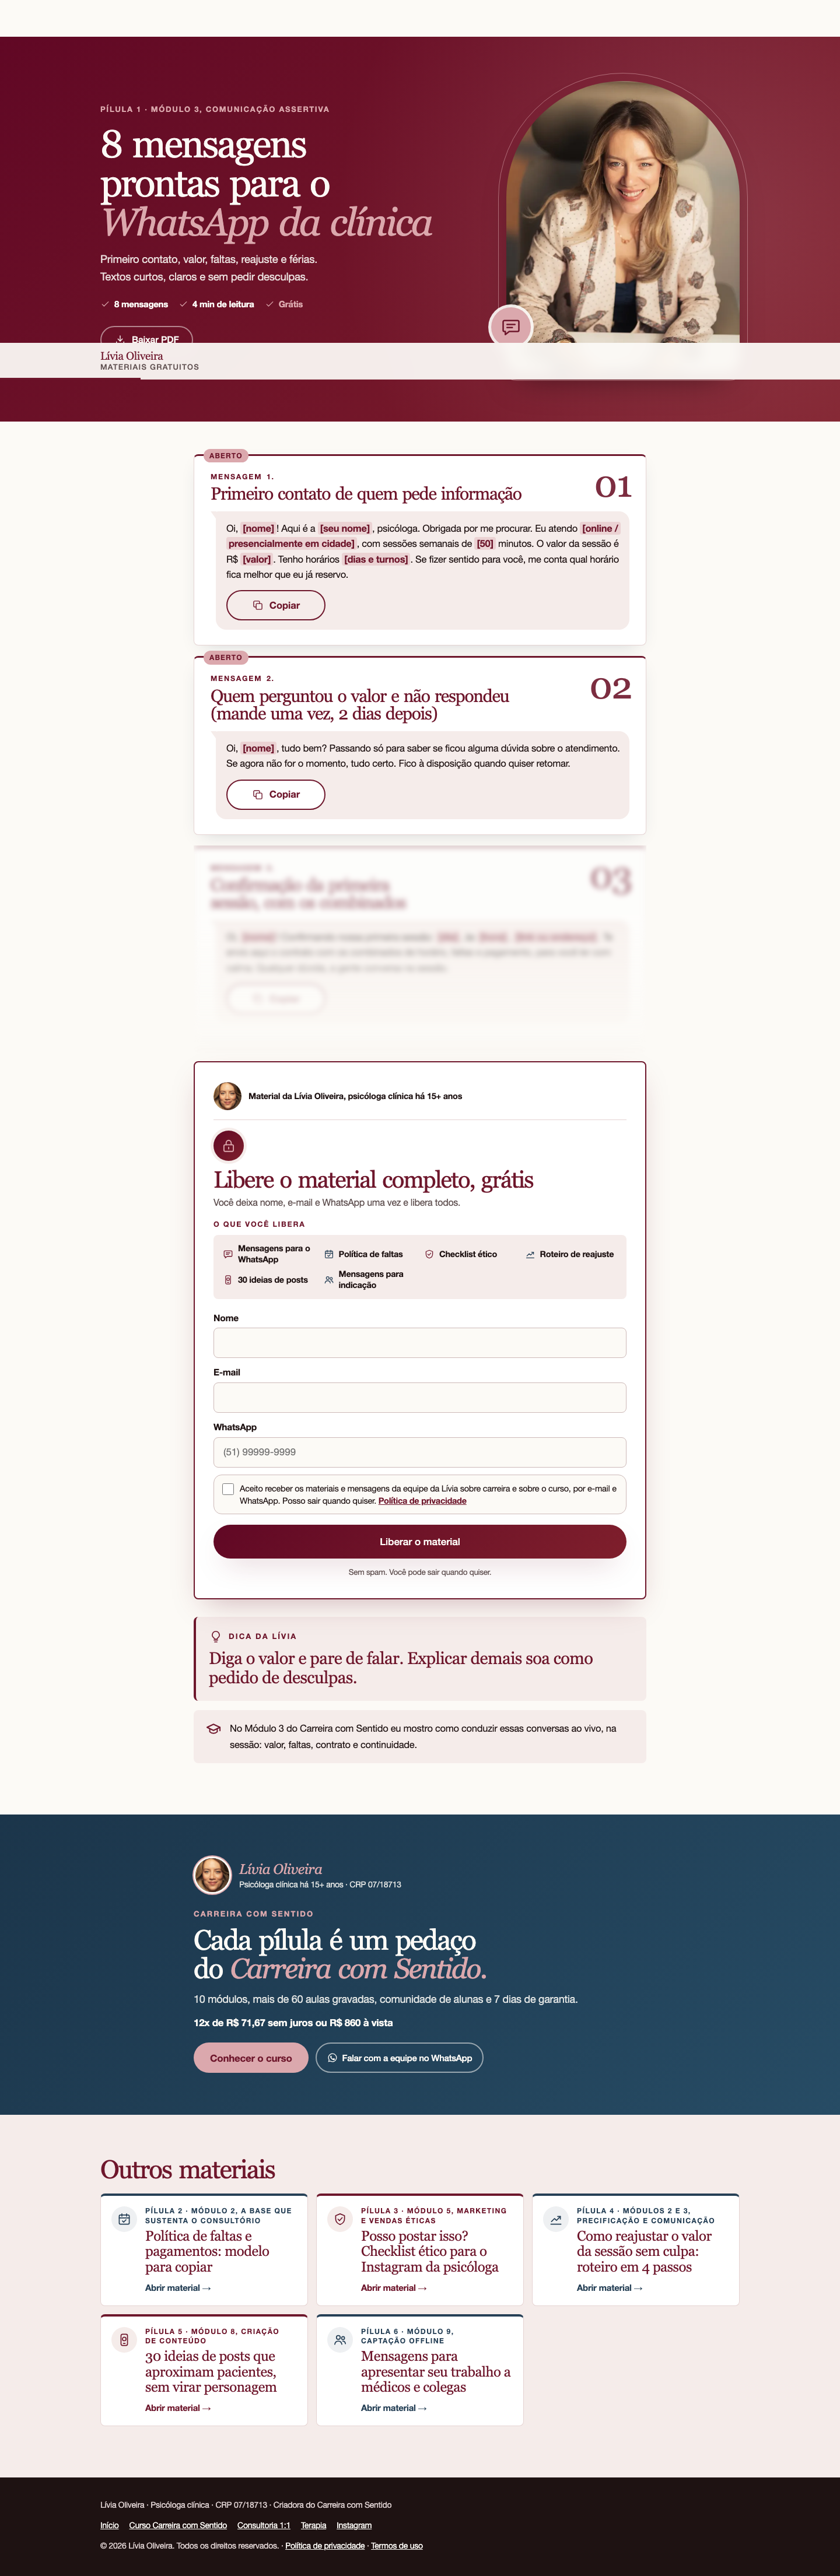 PÍLULA 1 · MÓDULO 3, COMUNICAÇÃO ASSERTIVA
8 mensagens
prontas para o
WhatsApp da clínica
Primeiro contato, valor, faltas, reajuste e férias.
Textos curtos, claros e sem pedir desculpas.
8 mensagens
4 min de leitura
Grátis
Baixar PDF
Lívia Oliveira
MATERIAIS GRATUITOS
ABERTO
MENSAGEM 1.
Primeiro contato de quem pede informação
01
Oi, [nome]! Aqui é a [seu nome], psicóloga. Obrigada por me procurar. Eu atendo [online /
presencialmente em cidade], com sessões semanais de [50] minutos. O valor da sessão é
R$ [valor]. Tenho horários [dias e turnos]. Se fizer sentido para você, me conta qual horário
fica melhor que eu já reservo.
Copiar
ABERTO
MENSAGEM 2.
Quem perguntou o valor e não respondeu
(mande uma vez, 2 dias depois)
02
Oi, [nome], tudo bem? Passando só para saber se ficou alguma dúvida sobre o atendimento.
Se agora não for o momento, tudo certo. Fico à disposição quando quiser retomar.
Copiar
MENSAGEM 3.
Confirmação da primeira
sessão, com os combinados
03
Copiar
Material da Lívia Oliveira, psicóloga clínica há 15+ anos
Libere o material completo, grátis
Você deixa nome, e-mail e WhatsApp uma vez e libera todos.
O QUE VOCÊ LIBERA
Mensagens para o
WhatsApp
Política de faltas
Checklist ético
Roteiro de reajuste
30 ideias de posts
Mensagens para
indicação
Nome
E-mail
WhatsApp
(51) 99999-9999
Aceito receber os materiais e mensagens da equipe da Lívia sobre carreira e sobre o curso, por e-mail e
WhatsApp. Posso sair quando quiser. Política de privacidade
Liberar o material
Sem spam. Você pode sair quando quiser.
DICA DA LÍVIA
Diga o valor e pare de falar. Explicar demais soa como
pedido de desculpas.
No Módulo 3 do Carreira com Sentido eu mostro como conduzir essas conversas ao vivo, na
sessão: valor, faltas, contrato e continuidade.
Lívia Oliveira
Psicóloga clínica há 15+ anos · CRP 07/18713
CARREIRA COM SENTIDO
Cada pílula é um pedaço
do Carreira com Sentido.
10 módulos, mais de 60 aulas gravadas, comunidade de alunas e 7 dias de garantia.
12x de R$ 71,67 sem juros ou R$ 860 à vista
Conhecer o curso
Falar com a equipe no WhatsApp
Outros materiais
PÍLULA 2 · MÓDULO 2, A BASE QUE
SUSTENTA O CONSULTÓRIO
Política de faltas e
pagamentos: modelo
para copiar
Abrir material →
PÍLULA 3 · MÓDULO 5, MARKETING
E VENDAS ÉTICAS
Posso postar isso?
Checklist ético para o
Instagram da psicóloga
Abrir material →
PÍLULA 4 · MÓDULOS 2 E 3,
PRECIFICAÇÃO E COMUNICAÇÃO
Como reajustar o valor
da sessão sem culpa:
roteiro em 4 passos
Abrir material →
PÍLULA 5 · MÓDULO 8, CRIAÇÃO
DE CONTEÚDO
30 ideias de posts que
aproximam pacientes,
sem virar personagem
Abrir material →
PÍLULA 6 · MÓDULO 9,
CAPTAÇÃO OFFLINE
Mensagens para
apresentar seu trabalho a
médicos e colegas
Abrir material →
Lívia Oliveira · Psicóloga clínica · CRP 07/18713 · Criadora do Carreira com Sentido
Início Curso Carreira com Sentido Consultoria 1:1 Terapia Instagram
© 2026 Lívia Oliveira. Todos os direitos reservados. · Política de privacidade · Termos de uso